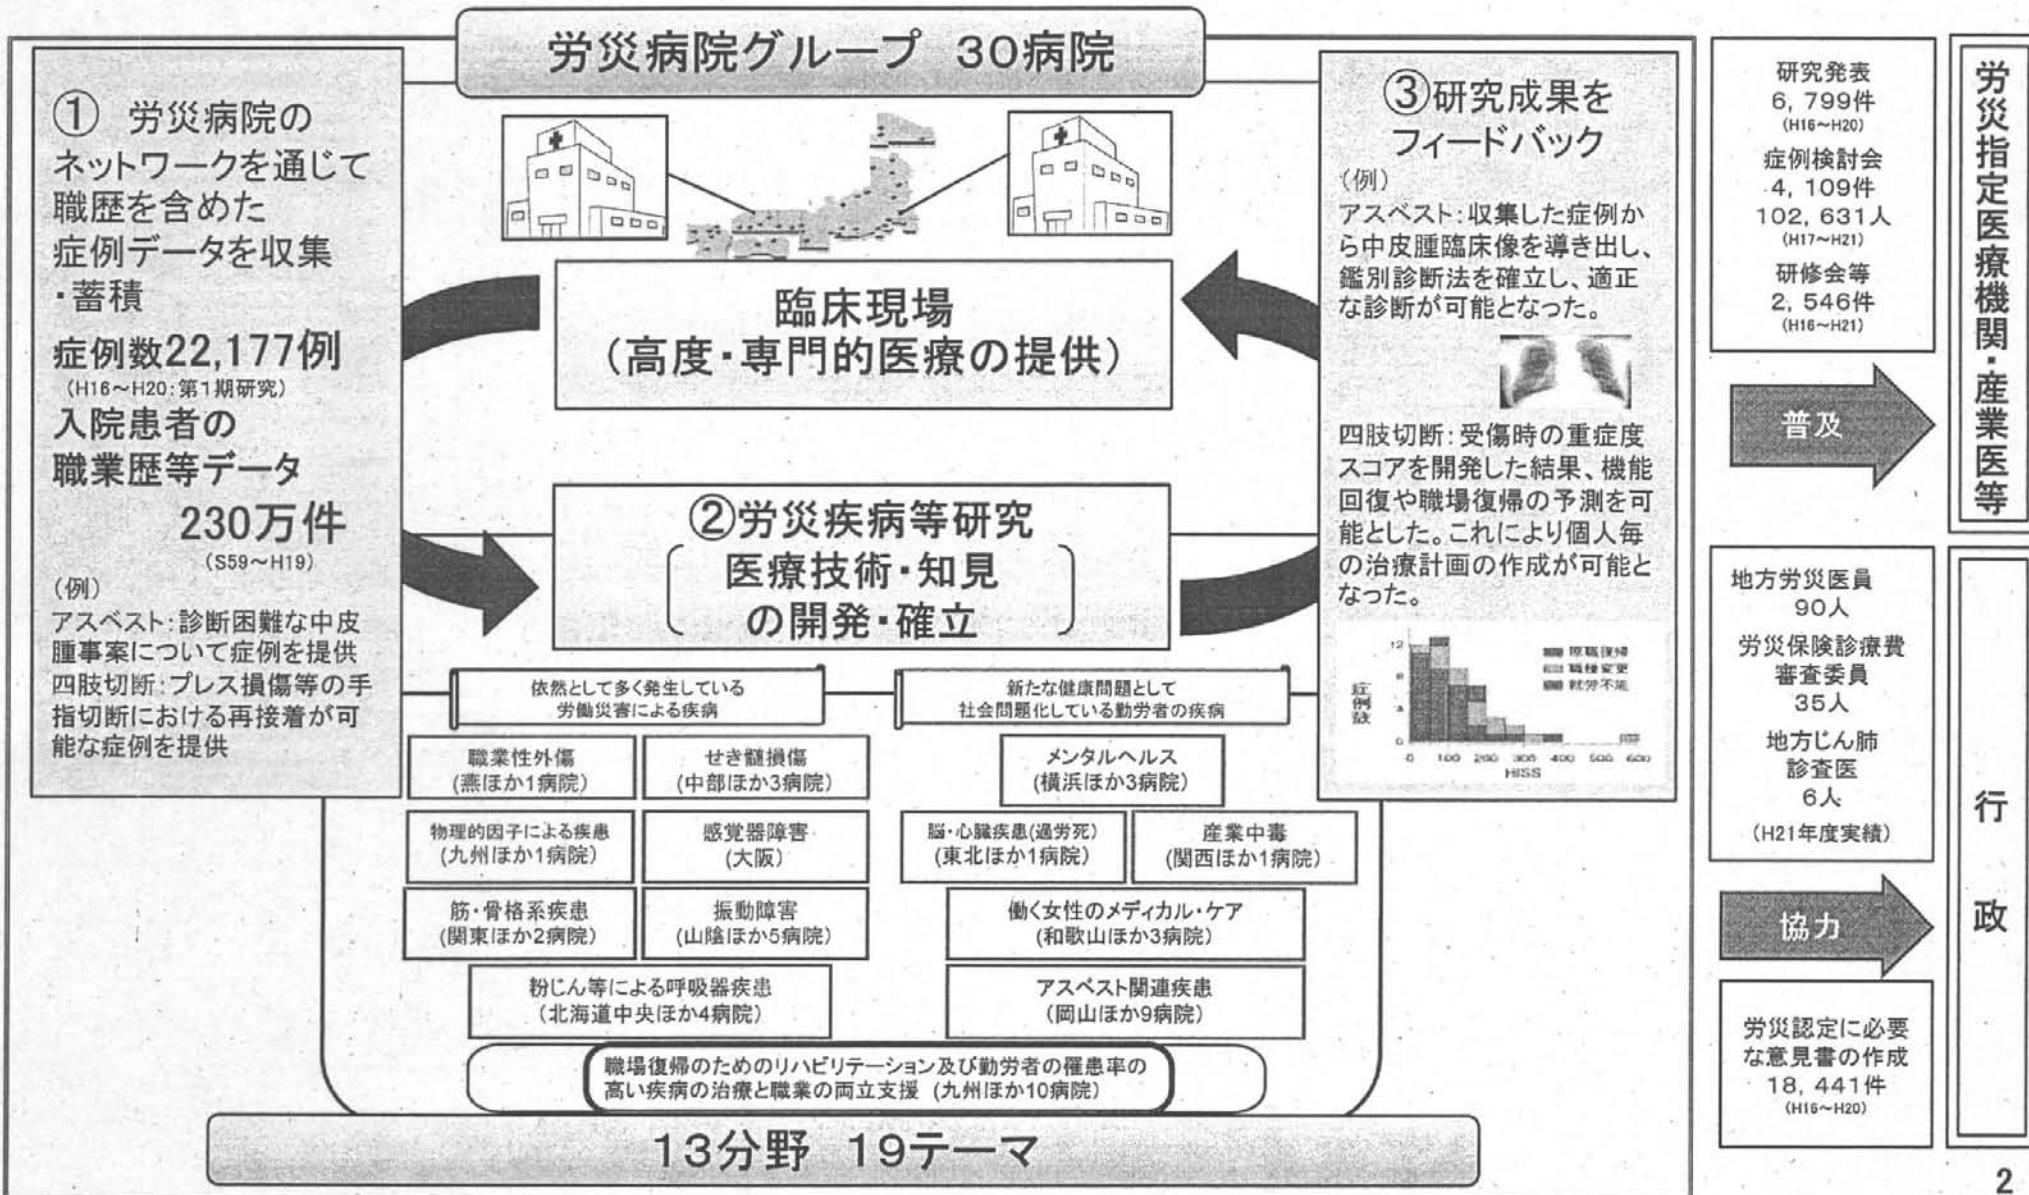 労災病院グループ 30病院
① 労災病院の
ネットワークを通じて
職歴を含めた
症例データを収集
・蓄積
症例数22,177例
(H16～H20:第1期研究)
入院患者の
職業歴等データ
230万件
(S59～H19)
(例)
アスベスト:診断困難な中皮
腫事案について症例を提供
四肢切断:プレス損傷等の手
指切断における再接着が可
能な症例を提供
臨床現場
(高度・専門的医療の提供)
②労災疾病等研究
医療技術・知見
の開発・確立
依然として多く発生している
労働災害による疾病
新たな健康問題として
社会問題化している勤労者の疾病
職業性外傷
(燕ほか1病院)
せき髄損傷
(中部ほか3病院)
メンタルヘルス
(横浜ほか3病院)
物理的因子による疾患
(九州ほか1病院)
感覚器障害
(大阪)
脳・心臓疾患(過労死)
(東北ほか1病院)
産業中毒
(関西ほか1病院)
筋・骨格系疾患
(関東ほか2病院)
振動障害
(山陰ほか5病院)
働く女性のメディカル・ケア
(和歌山ほか3病院)
粉じん等による呼吸器疾患
(北海道中央ほか4病院)
アスベスト関連疾患
(岡山ほか9病院)
職場復帰のためのリハビリテーション及び勤労者の罹患率の
高い疾病の治療と職業の両立支援 (九州ほか10病院)
13分野 19テーマ
③研究成果を
フィードバック
(例)
アスベスト:収集した症例か
ら中皮腫臨床像を導き出し、
鑑別診断法を確立し、適正
な診断が可能となった。
四肢切断:受傷時の重症度
スコアを開発した結果、機能
回復や職場復帰の予測を可
能とした。これにより個人毎
の治療計画の作成が可能と
なった。
症例数
12
0
原職復帰
職種変更
就労不能
0 100 200 300 400 500 600
HISS
研究発表
6,799件
(H16～H20)
症例検討会
4,109件
102,631人
(H17～H21)
研修会等
2,546件
(H16～H21)
普及
労災指定医療機関・産業医等
地方労災医員
90人
労災保険診療費
審査委員
35人
地方じん肺
診査医
6人
(H21年度実績)
協力
労災認定に必要
な意見書の作成
18,441件
(H16～H20)
行政
2